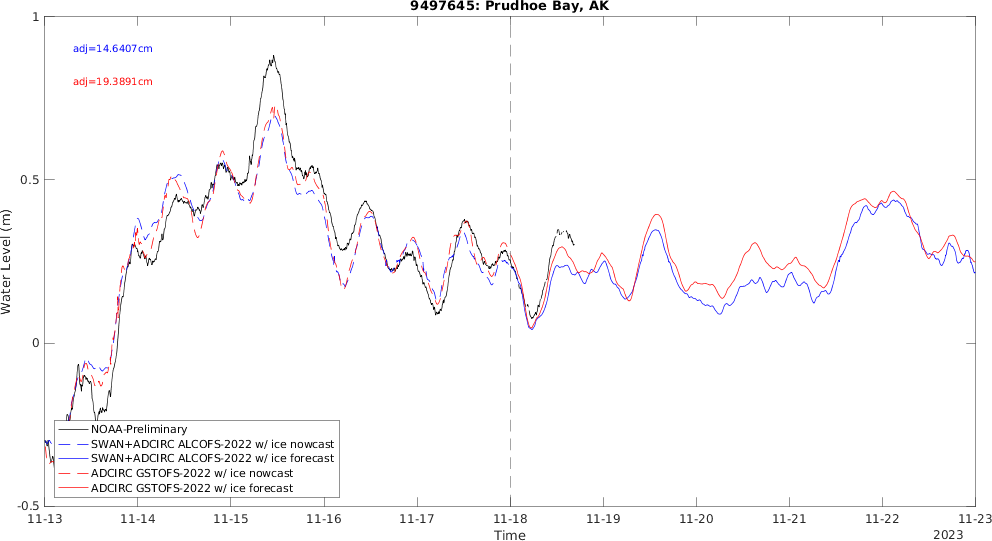 9497645: Prudhoe Bay, AK
adj=14.6407cm
adj=19.3891cm
Water Level (m)
1
0.5
0
-0.5
NOAA-Preliminary
SWAN+ADCIRC ALCOFS-2022 w/ ice nowcast
SWAN+ADCIRC ALCOFS-2022 w/ ice forecast
ADCIRC GSTOFS-2022 w/ ice nowcast
ADCIRC GSTOFS-2022 w/ ice forecast
11-13 11-14 11-15 11-16 11-17 11-18 11-19 11-20 11-21 11-22 11-23
Time
2023